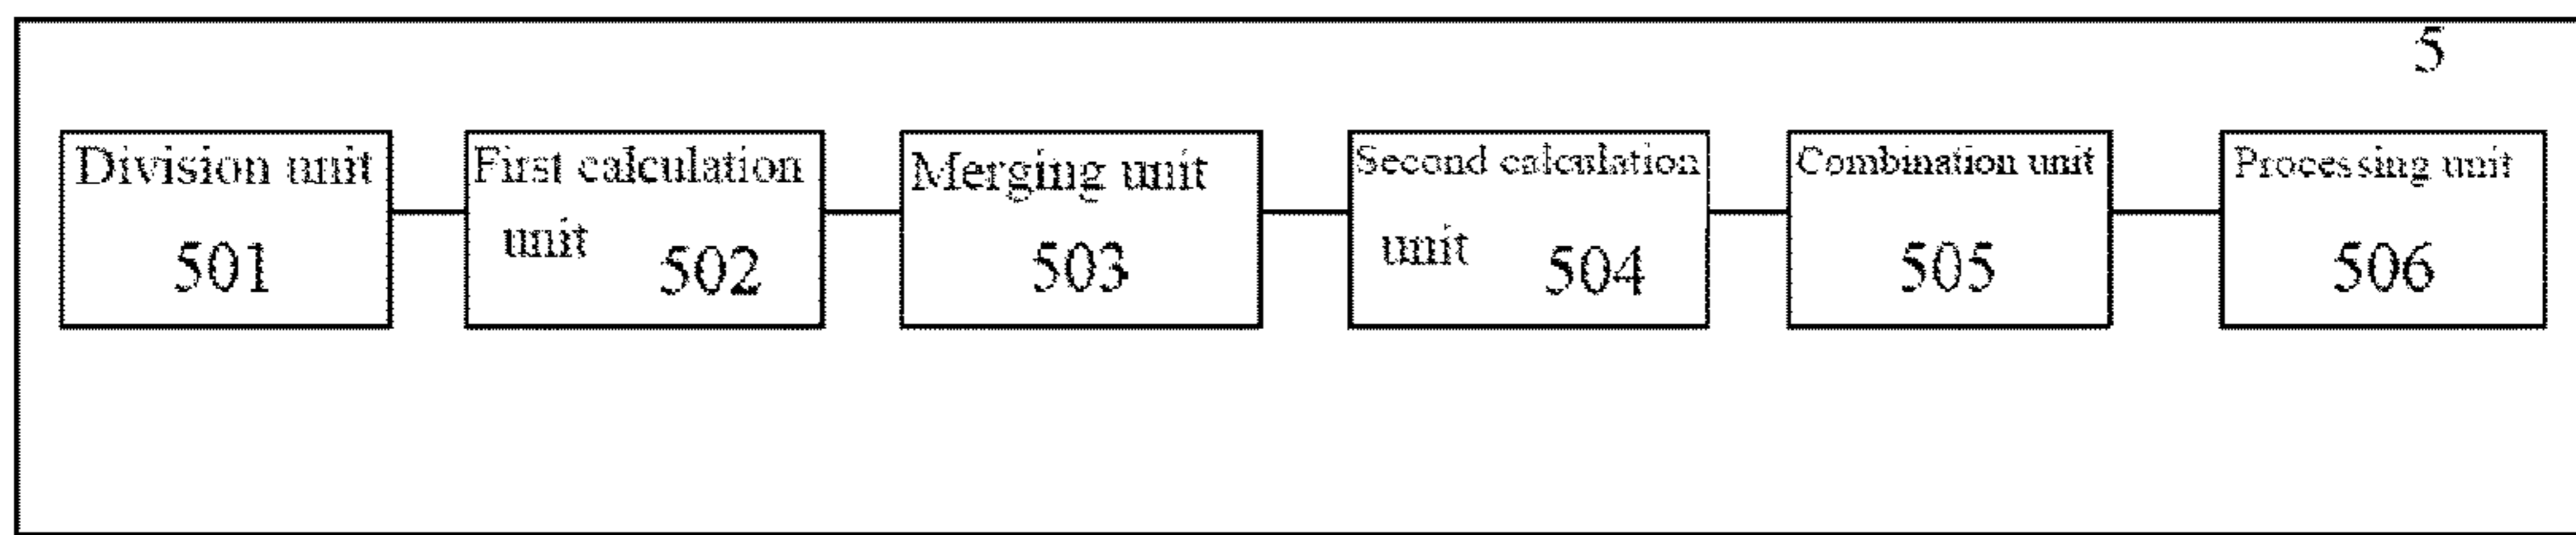 5
Division unit
501
First calculation
unit 502
Merging unit
503
Second calculation
unit 504
Combination unit
505
Processing unit
506